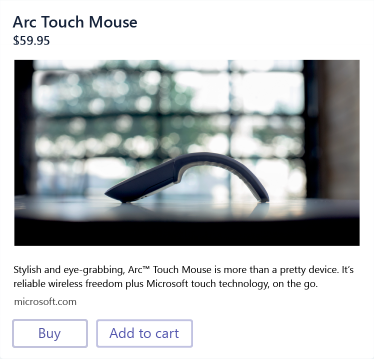 Arc Touch Mouse
$59.95
Stylish and eye-grabbing, Arc™ Touch Mouse is more than a pretty device. It's
reliable wireless freedom plus Microsoft touch technology, on the go.
microsoft.com
Buy
Add to cart